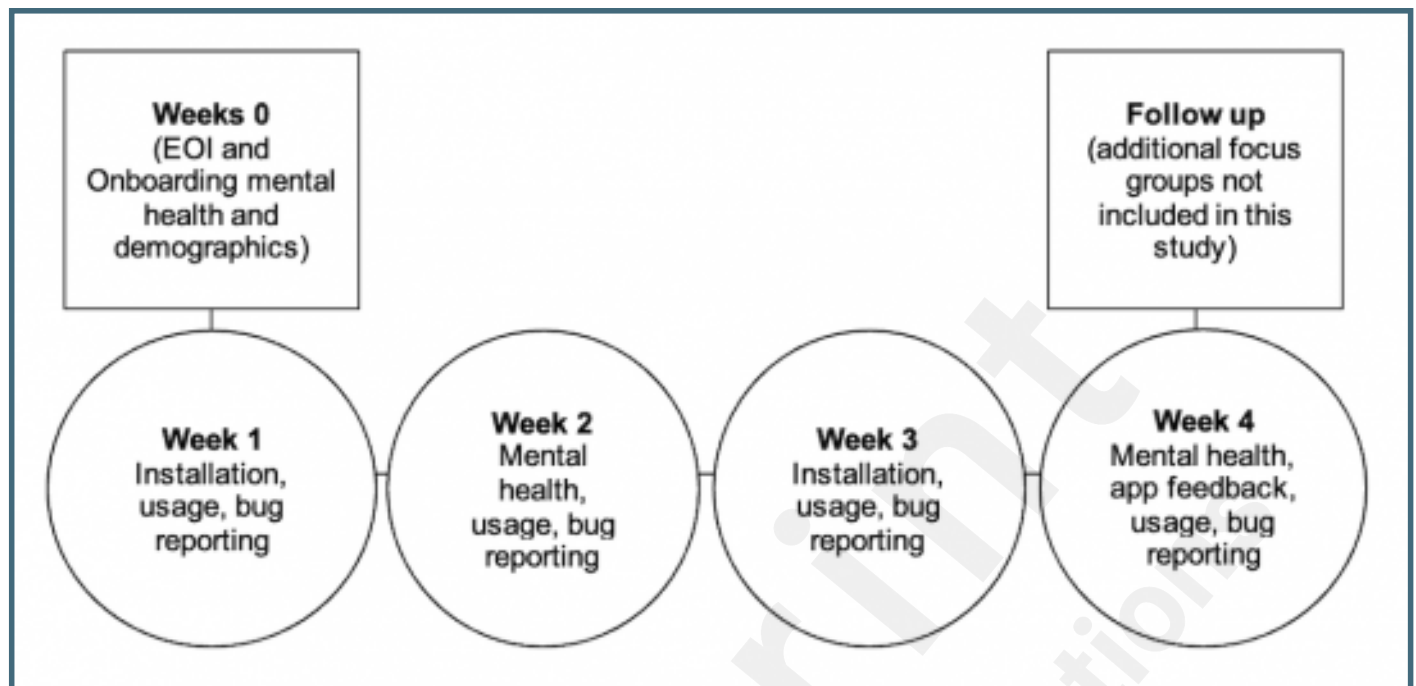 Weeks 0
(EOI and
Onboarding mental
health and
demographics)
Follow up
(additional focus
groups not
included in this
study)
Week 1
Installation,
usage, bug
reporting
Week 2
Mental
health,
usage, bug
reporting
Week 3
Installation,
usage, bug
reporting
Week 4
Mental health,
app feedback,
usage, bug
reporting